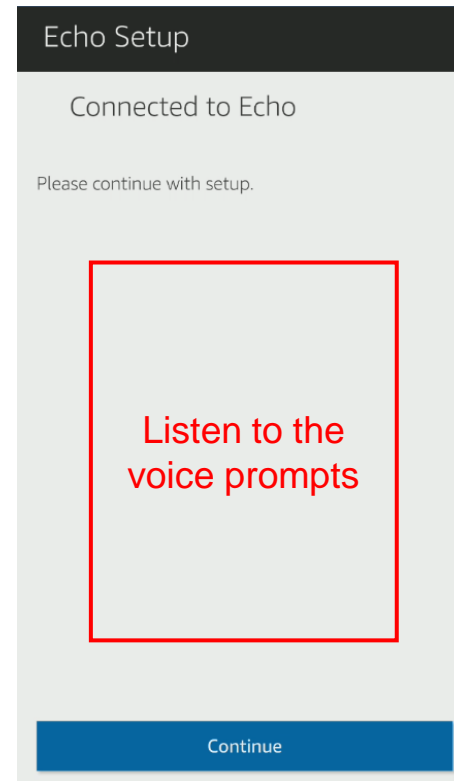 Echo Setup
Connected to Echo
Please continue with setup.
Listen to the
voice prompts
Continue